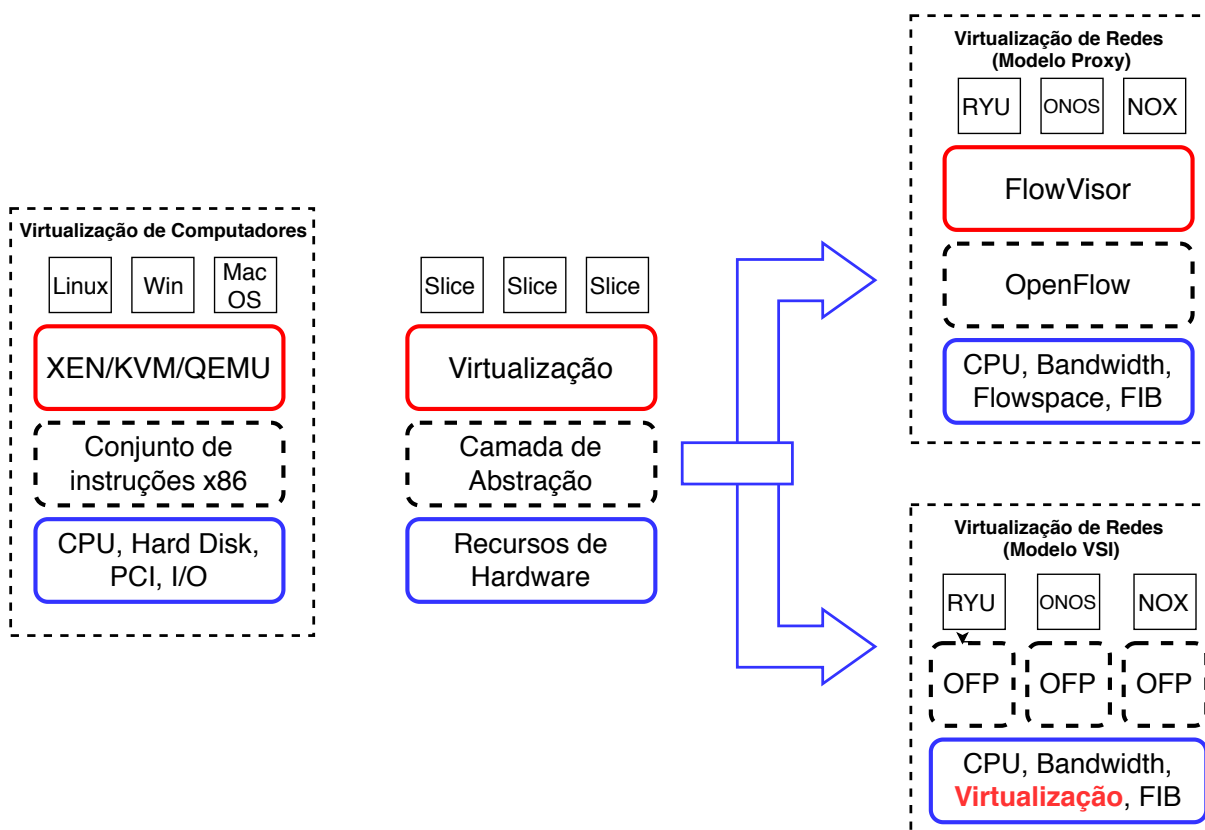 Virtualização de Computadores
Linux
Win
Mac
OS
XEN/KVM/QEMU
Conjunto de
instruções x86
CPU, Hard Disk,
PCI, I/O
Slice
Slice
Slice
Virtualização
Camada de
Abstração
Recursos de
Hardware
Virtualização de Redes
(Modelo Proxy)
RYU
ONOS
NOX
FlowVisor
OpenFlow
CPU, Bandwidth,
Flowspace, FIB
Virtualização de Redes
(Modelo VSI)
RYU
ONOS
NOX
OFP
OFP
OFP
CPU, Bandwidth,
Virtualização, FIB